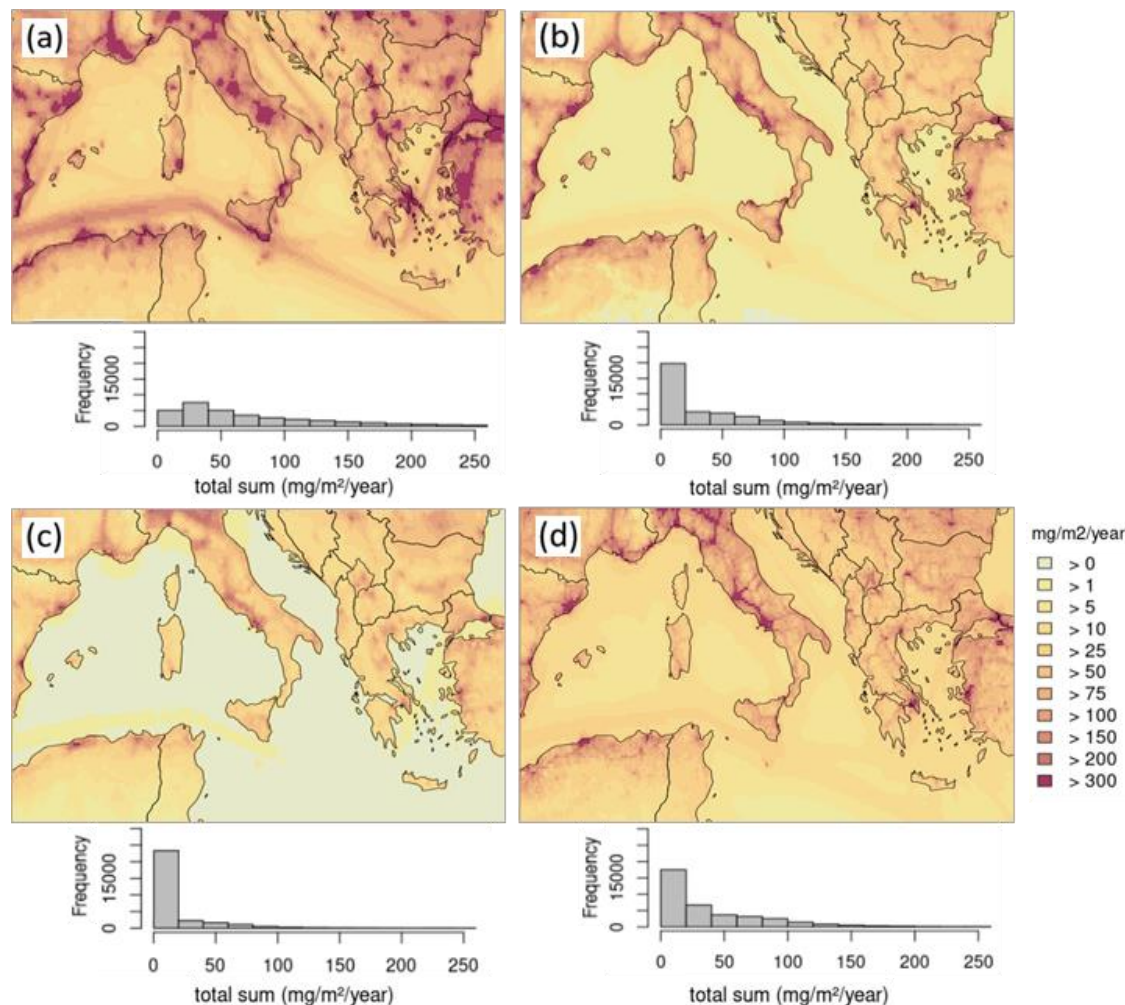 (a)
(b)
Frequency
0 15000
0 50 100 150 200 250
total sum (mg/m²/year)
Frequency
0 15000
0 50 100 150 200 250
total sum (mg/m²/year)
(c)
(d)
mg/m2/year
> 0
> 1
> 5
> 10
> 25
> 50
> 75
> 100
> 150
> 200
> 300
Frequency
0 15000
0 50 100 150 200 250
total sum (mg/m²/year)
Frequency
0 15000
0 50 100 150 200 250
total sum (mg/m²/year)